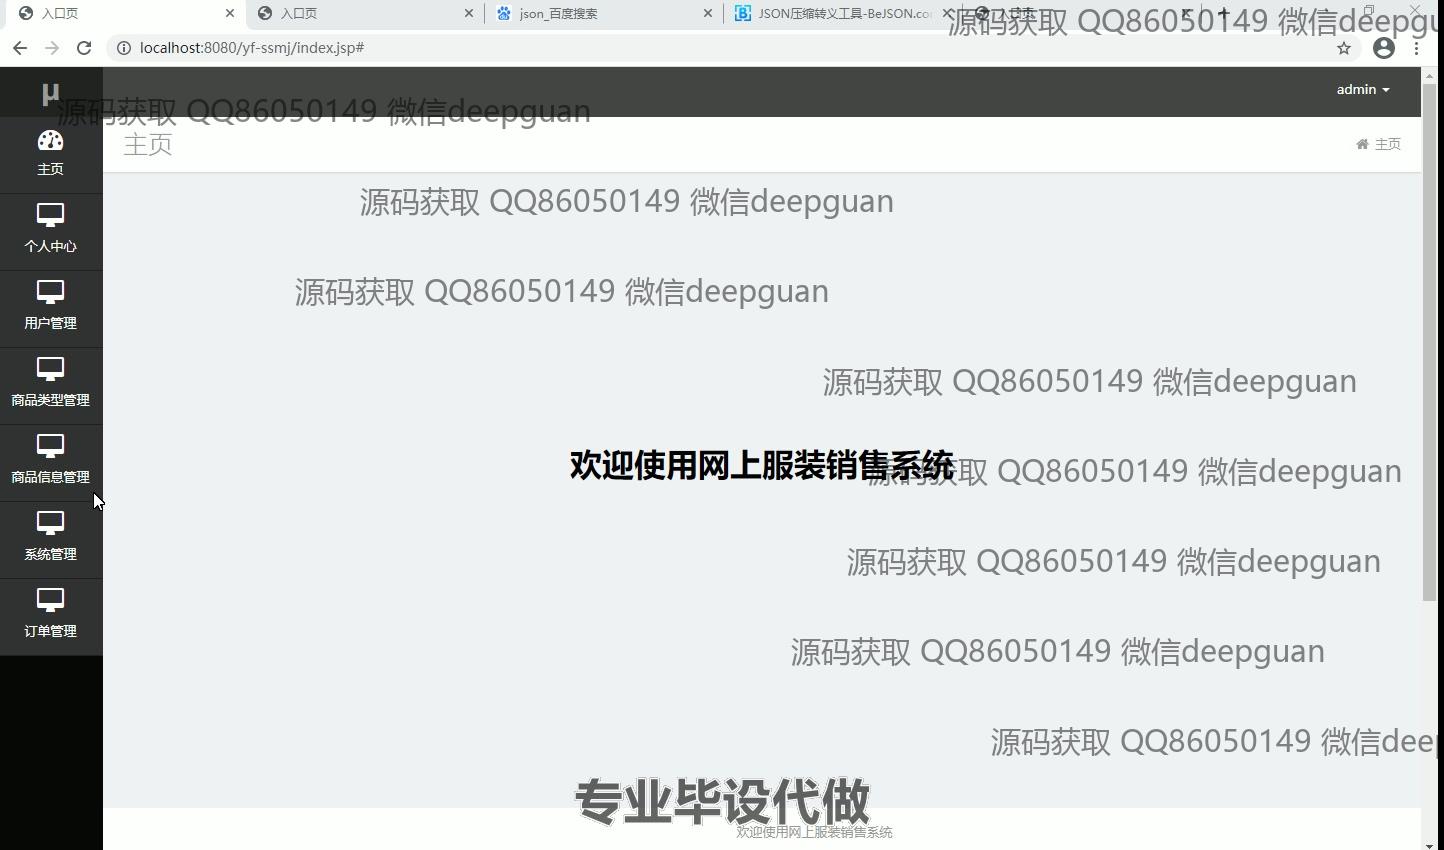 入口页
入口页
json_百度搜索
JSON压缩转义工具-BeJSON.co
入口页
源码获取 QQ86050149 微信deepgu
localhost:8080/yf-ssmj/index.jsp#
μ
admin
源码获取 QQ86050149 微信deepguan
主页
主页
主页
源码获取 QQ86050149 微信deepguan
个人中心
源码获取 QQ86050149 微信deepguan
用户管理
源码获取 QQ86050149 微信deepguan
商品类型管理
欢迎使用网上服装销售系统
源码获取 QQ86050149 微信deepguan
商品信息管理
系统管理
源码获取 QQ86050149 微信deepguan
订单管理
源码获取 QQ86050149 微信deepguan
源码获取 QQ86050149 微信dee
专业毕设代做
欢迎使用网上服装销售系统